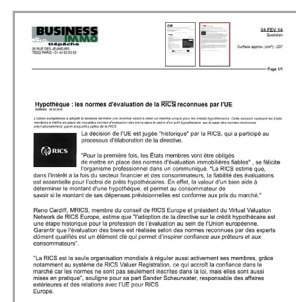 BUSINESS
IMMO
04 FEV 14
Quotidien
Surface approx. (cm²) : 227
Page 1/1
Hypothèque : les normes d'évaluation de la RICS reconnues par l'UE
La décision de l'UE est jugée "historique" par la RICS, qui a participé au
processus d'élaboration de la directive.
RICS
"Pour la première fois, les États membres vont être obligés
de mettre en place des normes d'évaluation immobilières fiables" , se félicite
l'organisme professionnel dans un communiqué. "La RICS estime que,
dans l'intérêt à la fois du secteur financier et des consommateurs, la fiabilité des évaluations
est essentielle pour l'octroi de prêts hypothécaires. En effet, la valeur d'un bien aide à
déterminer le montant d'une hypothèque, et permet au consommateur de
savoir si le montant de ses dépenses prévisionnelles est conforme aux prix du marché."
Reno Cardiff, MRICS, membre du conseil de RICS Europe et président du Virtual Valuation
Network de RICS Europe, estime que "l'adoption de la directive sur le crédit hypothécaire est
une étape historique pour la profession de l'évaluation au sein de l'Union européenne.
Garantir que l'évaluation des biens est réalisée selon des normes reconnues par des experts
dûment qualifiés est un élément clé qui permet d'inspirer confiance aux prêteurs et aux
consommateurs".
"La RICS est la seule organisation mondiale à réguler aussi activement ses membres, grâce
notamment au système de RICS Valuer Registration, ce qui accroît la confiance dans le
marché car les normes ne sont pas seulement inscrites dans la loi, mais elles sont aussi
mises en pratique", souligne pour sa part Sander Scheurwater, responsable des affaires
extérieures et des relations avec l'UE pour RICS
Europe.